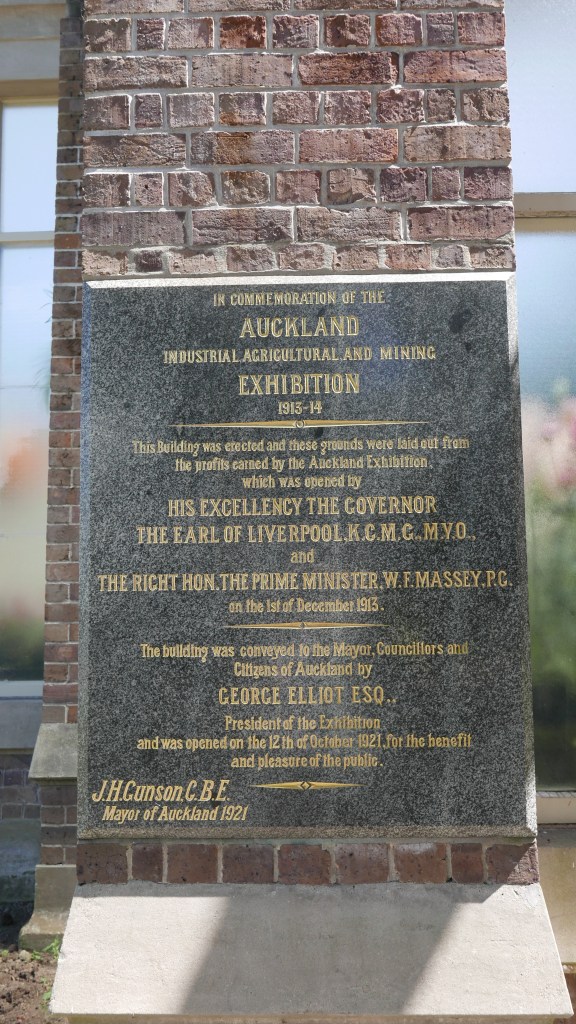 IN COMMEMORATION OF THE
AUCKLAND
INDUSTRIAL, AGRICULTURAL, AND MINING
EXHIBITION
1913-14
This Building was erected and these grounds were laid out from
the profits earned by the Auckland Exhibition,
which was opened by
HIS EXCELLENCY THE GOVERNOR
THE EARL OF LIVERPOOL, K.C.M.G., M.V.O.,
and
THE RIGHT HON. THE PRIME MINISTER, W.F. MASSEY, P.C.
on the 1st of December 1913.
The building was conveyed to the Mayor, Councillors and
Citizens of Auckland by
GEORGE ELLIOT ESQ.,
President of the Exhibition
and was opened on the 12th of October 1921, for the benefit
and pleasure of the public.
J.H. Gunson, C.B.E.
Mayor of Auckland 1921